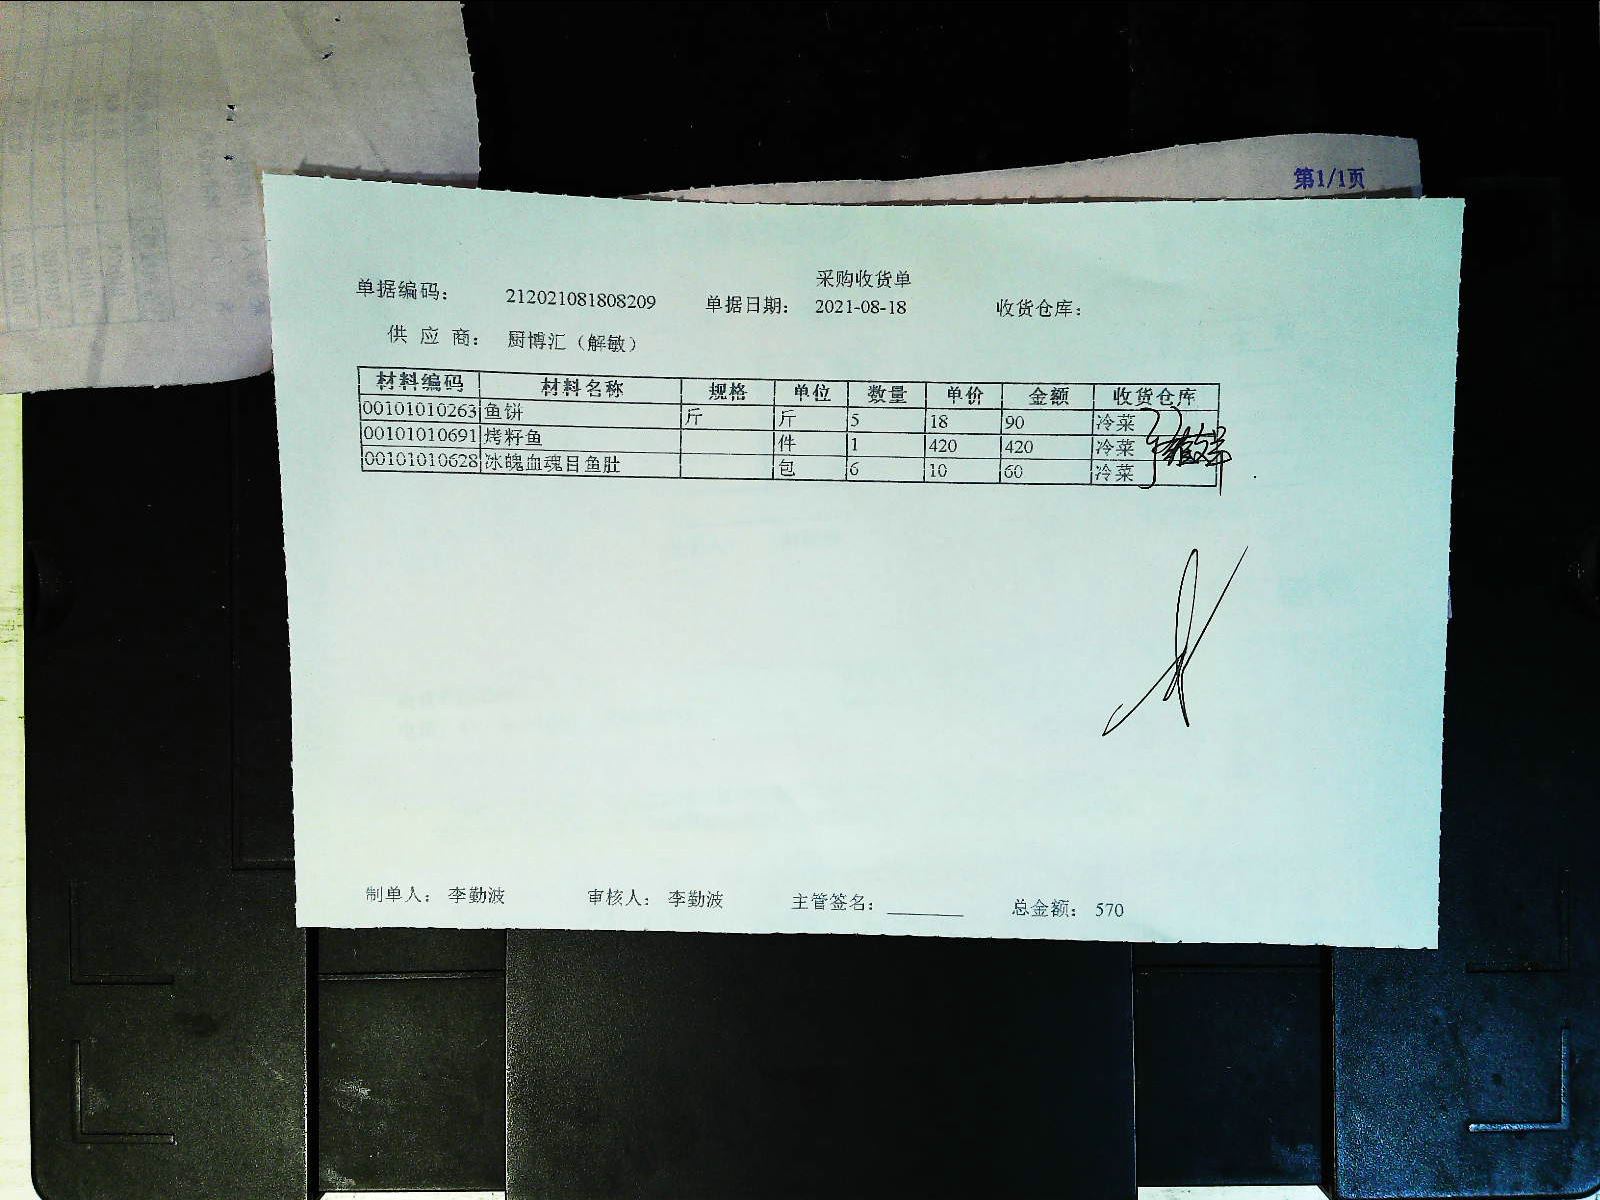 第1/1页
采购收货单
单据编码： 212021081808209 单据日期： 2021-08-18 收货仓库：
供 应 商： 厨博汇（解敏）
材料编码 材料名称 规格 单位 数量 单价 金额 收货仓库
00101010263 鱼饼 斤 斤 5 18 90 冷菜
00101010691 烤籽鱼 件 1 420 420 冷菜
00101010628 冰魄血魂目鱼肚 包 6 10 60 冷菜
制单人： 李勤波 审核人： 李勤波 主管签名： 总金额： 570